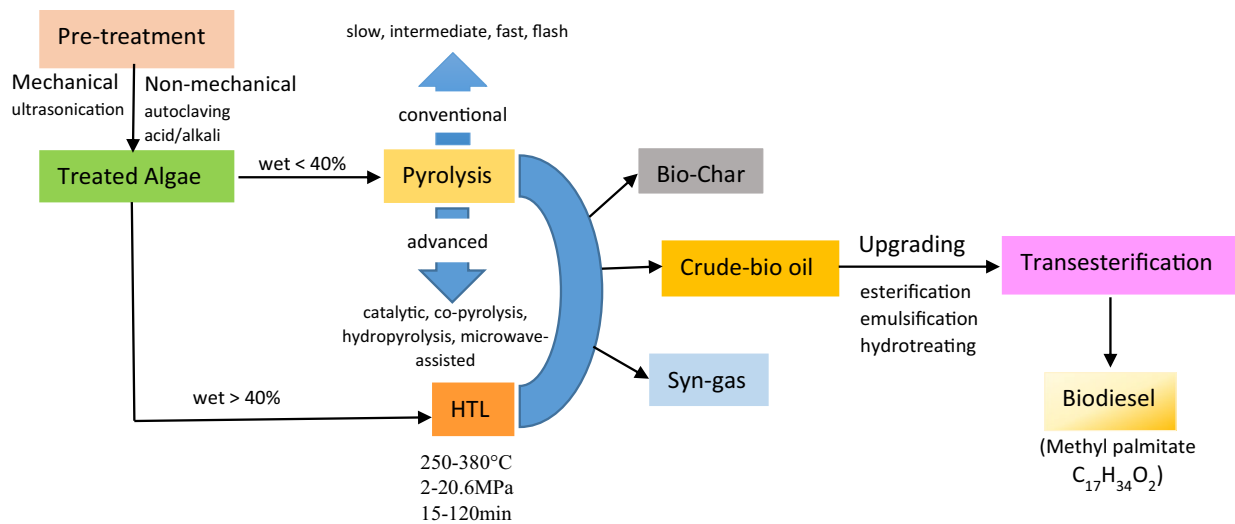 Pre-treatment
Mechanical
ultrasonication
Non-mechanical
autoclaving
acid/alkali
Treated Algae
wet < 40%
wet > 40%
slow, intermediate, fast, flash
conventional
Pyrolysis
advanced
catalytic, co-pyrolysis,
hydropyrolysis, microwave-
assisted
HTL
250-380°C
2-20.6MPa
15-120min
Bio-Char
Crude-bio oil
Syn-gas
Upgrading
esterification
emulsification
hydrotreating
Transesterification
Biodiesel
(Methyl palmitate
C₁₇H₃₄O₂)